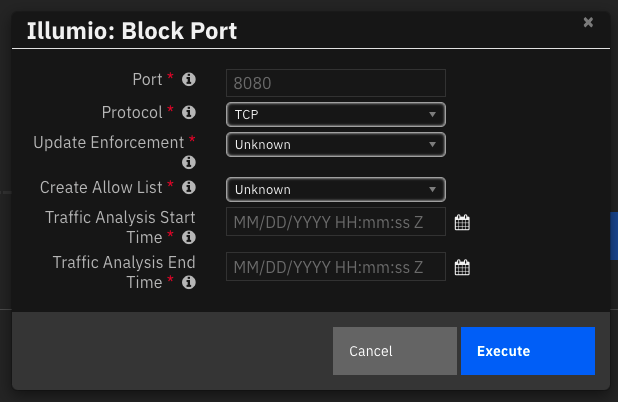 Illumio: Block Port
Port *
8080
Protocol *
TCP
Update Enforcement *
Unknown
Create Allow List *
Unknown
Traffic Analysis Start
Time *
MM/DD/YYYY HH:mm:ss Z
Traffic Analysis End
Time *
MM/DD/YYYY HH:mm:ss Z
Cancel
Execute